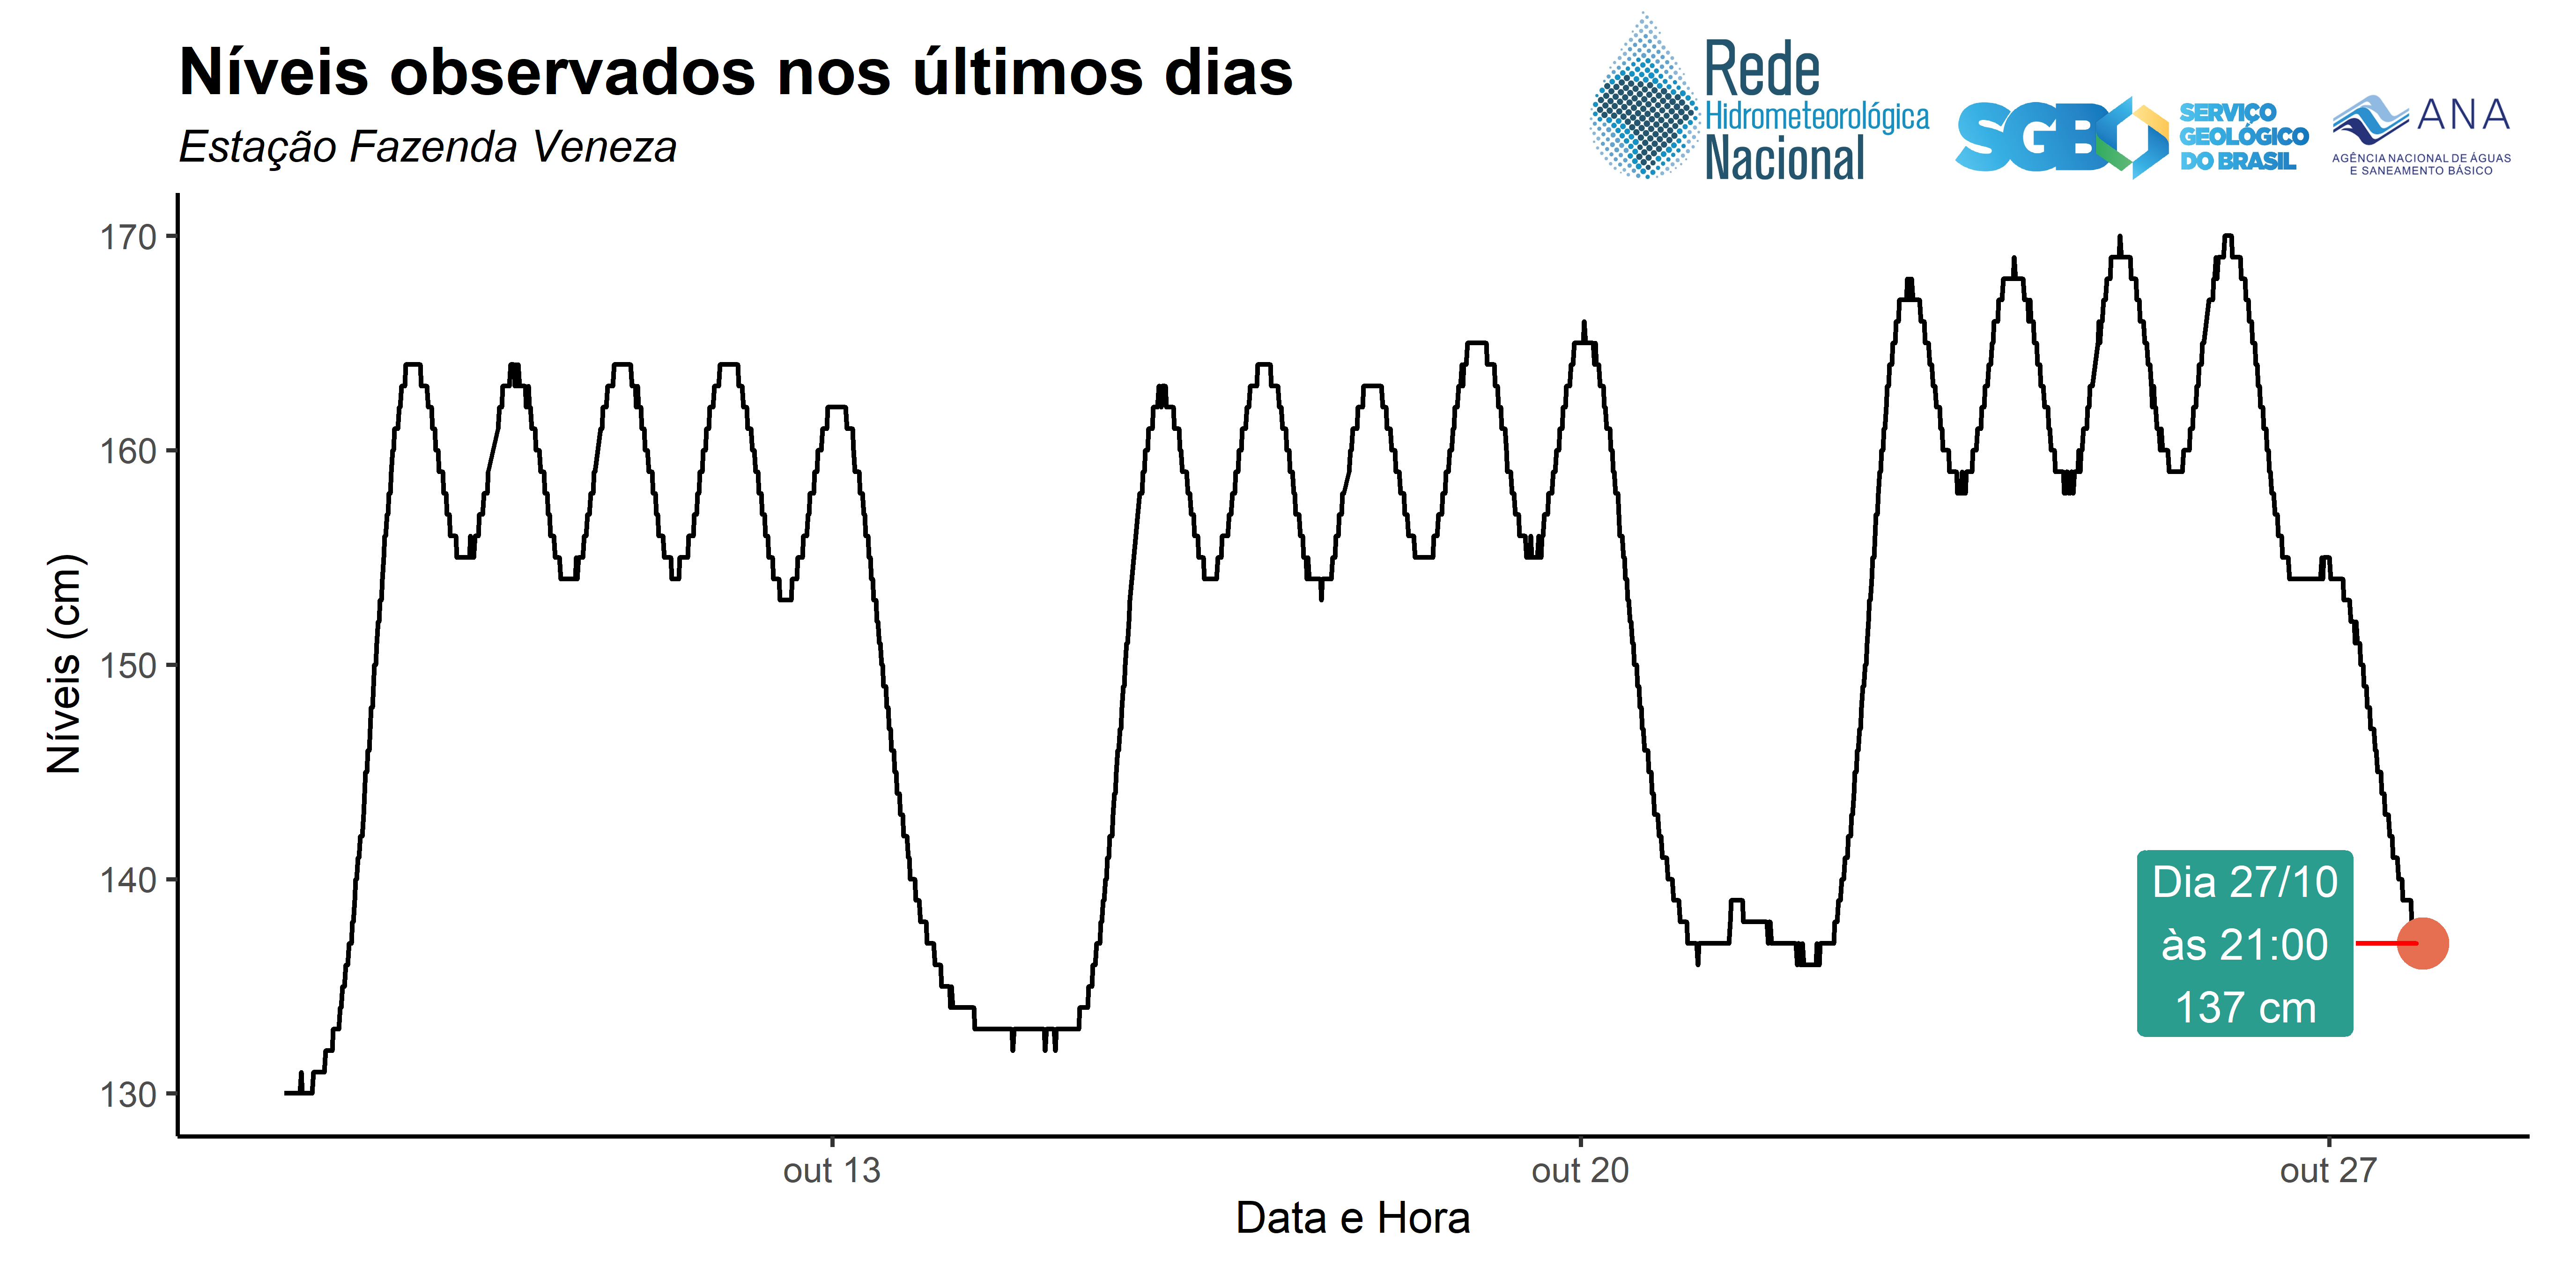 Níveis observados nos últimos dias
Estação Fazenda Veneza
Rede
Hidrometeorológica
Nacional
SGB
SERVIÇO
GEOLÓGICO
DO BRASIL
ANA
AGÊNCIA NACIONAL DE ÁGUAS
E SANEAMENTO BÁSICO
Níveis (cm)
170
160
150
140
130
Dia 27/10
às 21:00
137 cm
out 13
out 20
out 27
Data e Hora